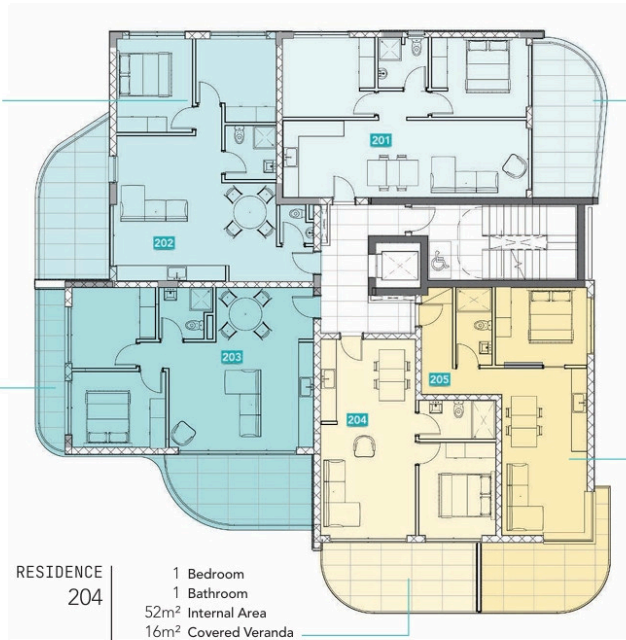 201
202
203
205
204
RESIDENCE
204
1 Bedroom
1 Bathroom
52m² Internal Area
16m² Covered Veranda